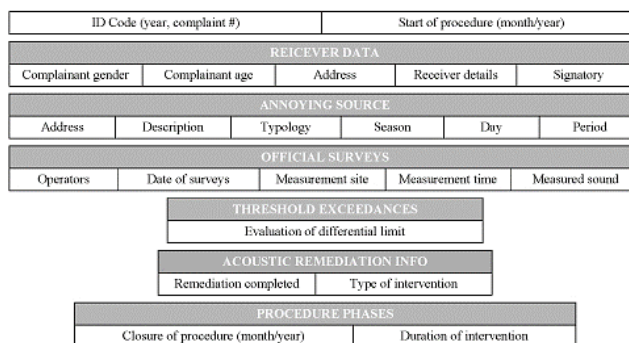 ID Code (year, complaint #) Start of procedure (month/year)
REICEVER DATA
Complainant gender Complainant age Address Receiver details Signatory
ANNOYING SOURCE
Address Description Typology Season Day Period
OFFICIAL SURVEYS
Operators Date of surveys Measurement site Measurement time Measured sound
THRESHOLD EXCEEDANCES
Evaluation of differential limit
ACOUSTIC REMEDIATION INFO
Remediation completed Type of intervention
PROCEDURE PHASES
Closure of procedure (month/year) Duration of intervention